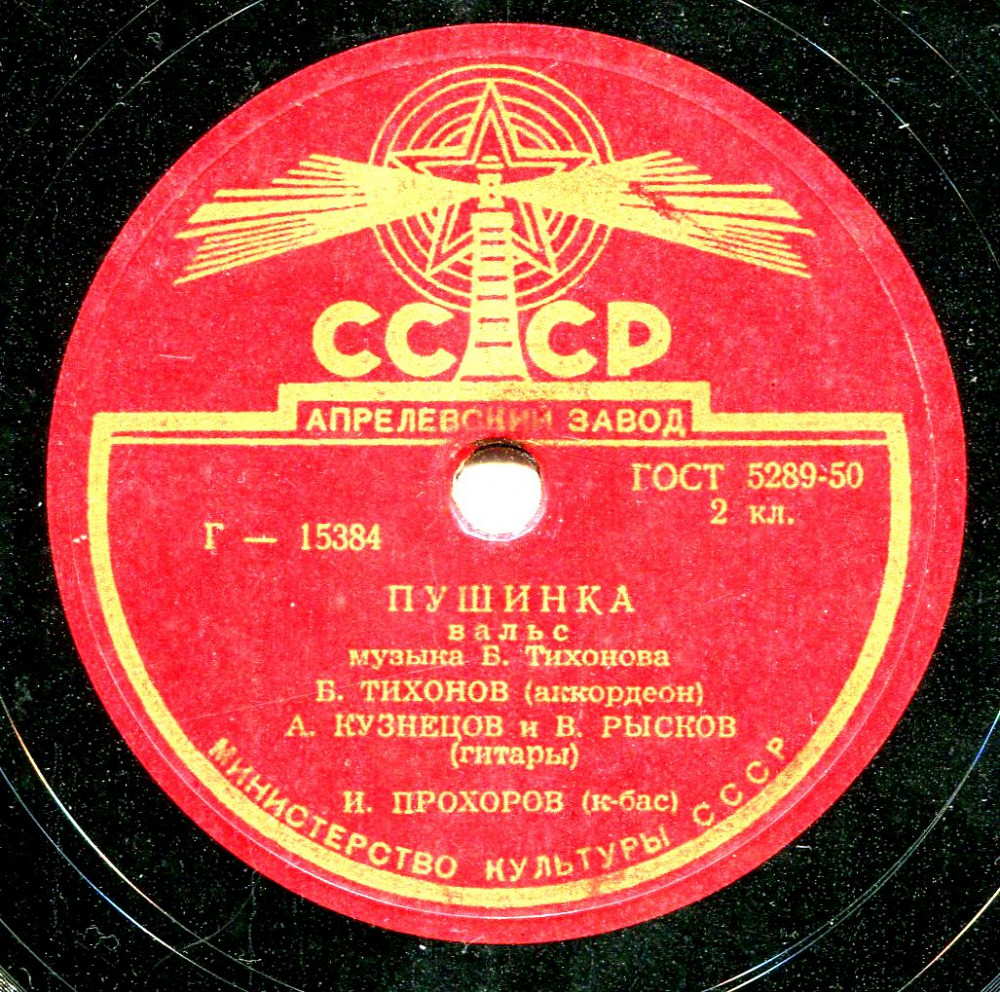 СССР
АПРЕЛЕВСКИЙ ЗАВОД
ГОСТ 5289-50
2 кл.
Г — 15384
ПУШИНКА
вальс
музыка Б. Тихонова
Б. ТИХОНОВ (аккордеон)
А. КУЗНЕЦОВ и В. РЫСКОВ
(гитары)
И. ПРОХОРОВ (к-бас)
МИНИСТЕРСТВО КУЛЬТУРЫ СССР